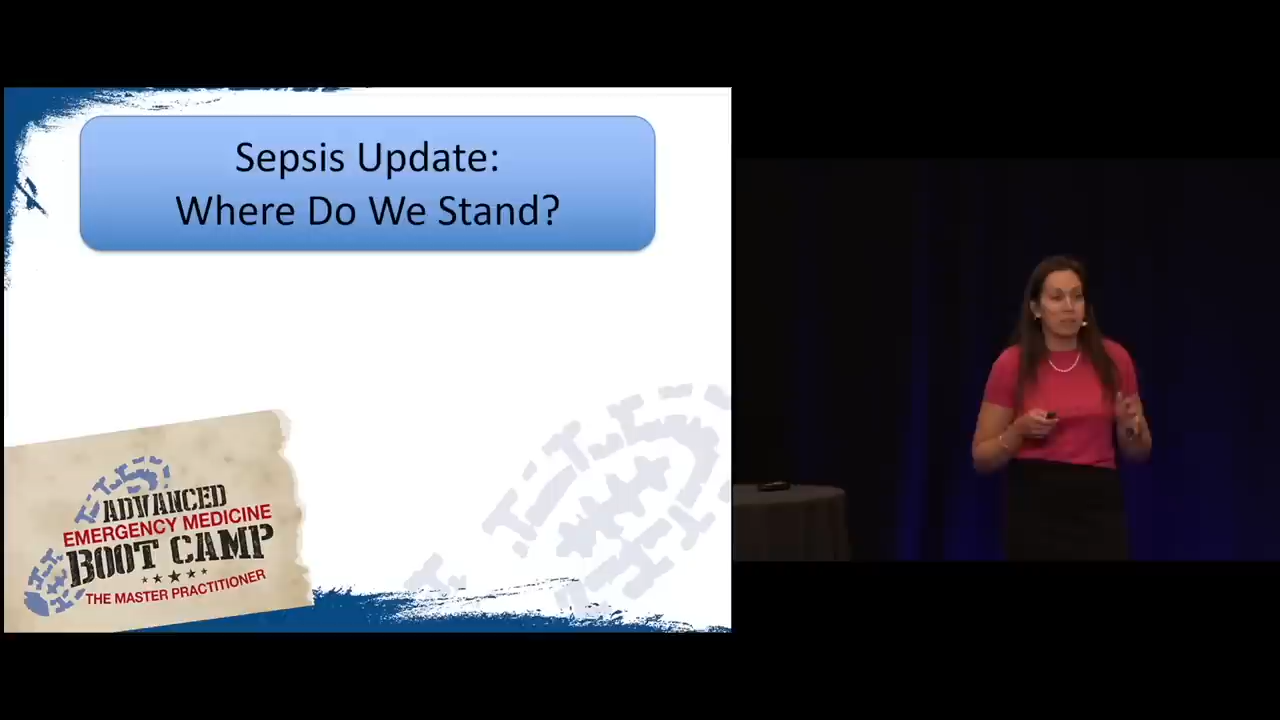 Sepsis Update:
Where Do We Stand?
ADVANCED
EMERGENCY MEDICINE
BOOT CAMP
THE MASTER PRACTITIONER